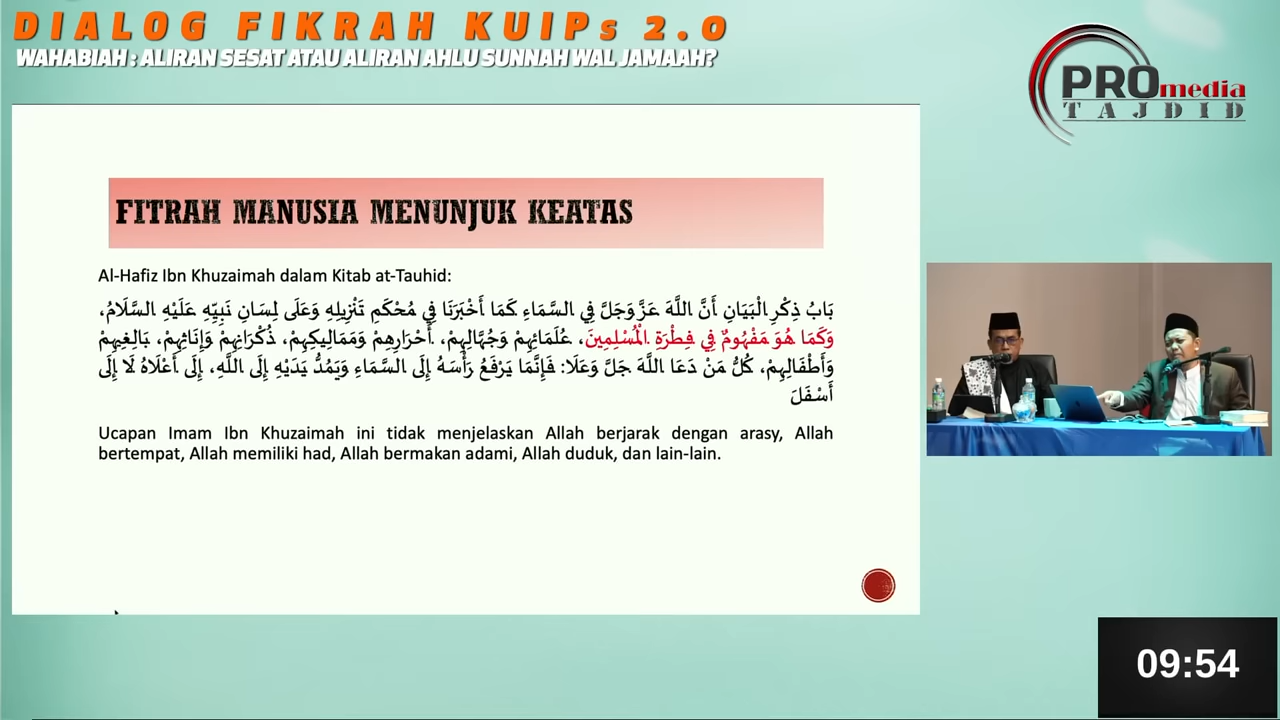 DIALOG FIKRAH KUIPs 2.0
WAHABIAH : ALIRAN SESAT ATAU ALIRAN AHLU SUNNAH WAL JAMAAH?
PROmedia
TAJDID
FITRAH MANUSIA MENUNJUK KEATAS
Al-Hafiz Ibn Khuzaimah dalam Kitab at-Tauhid:
بَابُ ذِكْرِ الْبَيَانِ أَنَّ اللَّهَ عَزَّ وَجَلَّ فِي السَّمَاءِ كَمَا أَخْبَرَنَا فِي مُحْكَمِ تَنْزِيلِهِ وَعَلَى لِسَانِ نَبِيِّهِ عَلَيْهِ السَّلَامُ،
وَكَمَا هُوَ مَفْهُومٌ فِي فِطْرَةِ الْمُسْلِمِينَ، عُلَمَائِهِمْ وَجُهَّالِهِمْ، أَحْرَارِهِمْ وَمَمَالِيكِهِمْ، ذُكْرَانِهِمْ وَإِنَاثِهِمْ، بَالِغِيهِمْ
وَأَطْفَالِهِمْ، كُلُّ مَنْ دَعَا اللَّهَ جَلَّ وَعَلَا: فَإِنَّمَا يَرْفَعُ رَأْسَهُ إِلَى السَّمَاءِ وَيَمُدُّ يَدَيْهِ إِلَى اللَّهِ، إِلَى أَعْلَاهُ لَا إِلَى
أَسْفَلَ
Ucapan Imam Ibn Khuzaimah ini tidak menjelaskan Allah berjarak dengan arasy, Allah
bertempat, Allah memiliki had, Allah bermakan adami, Allah duduk, dan lain-lain.
09:54